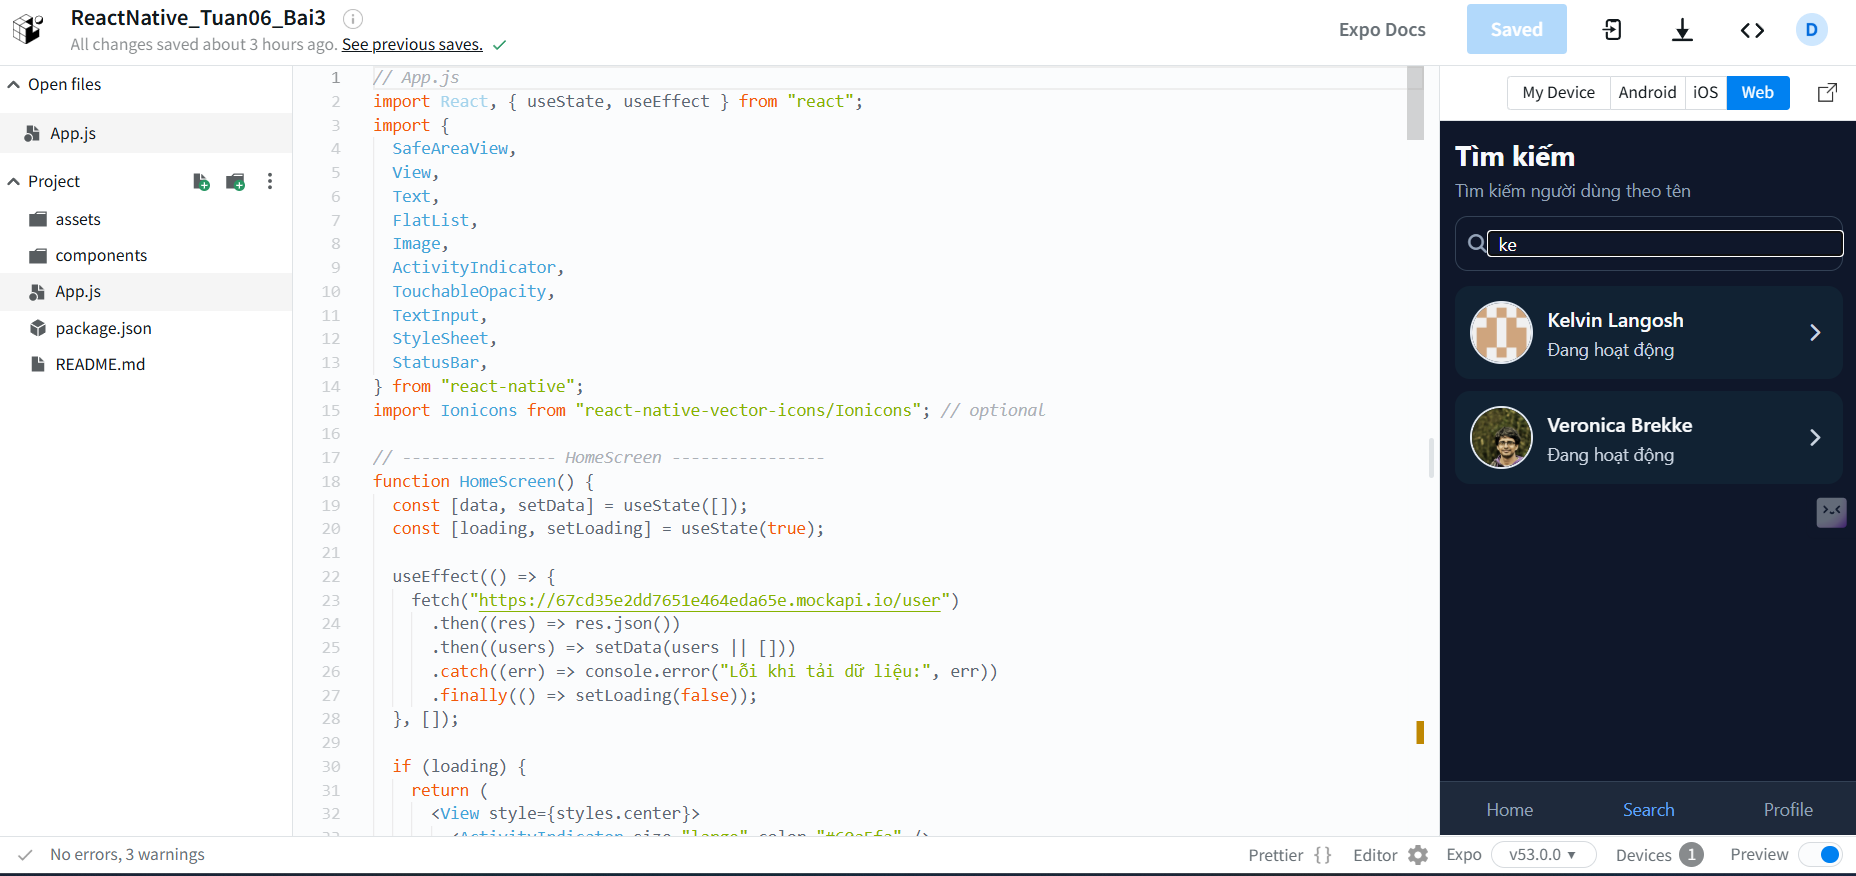 ReactNative_Tuan06_Bai3
All changes saved about 3 hours ago. See previous saves.
Expo Docs
Saved
D
Open files
App.js
Project
assets
components
App.js
package.json
README.md
1 // App.js
2 import React, { useState, useEffect } from "react";
3 import {
4 SafeAreaView,
5 View,
6 Text,
7 FlatList,
8 Image,
9 ActivityIndicator,
10 TouchableOpacity,
11 TextInput,
12 StyleSheet,
13 StatusBar,
14 } from "react-native";
15 import Ionicons from "react-native-vector-icons/Ionicons"; // optional
16
17 // ---------------- HomeScreen ----------------
18 function HomeScreen() {
19 const [data, setData] = useState([]);
20 const [loading, setLoading] = useState(true);
21
22 useEffect(() => {
23 fetch("https://67cd35e2dd7651e464eda65e.mockapi.io/user")
24 .then((res) => res.json())
25 .then((users) => setData(users || []))
26 .catch((err) => console.error("Lỗi khi tải dữ liệu:", err))
27 .finally(() => setLoading(false));
28 }, []);
29
30 if (loading) {
31 return (
32 <View style={styles.center}>
33 <ActivityIndicator size="large" color="#60a5fa" />
My Device
Android
iOS
Web
Tìm kiếm
Tìm kiếm người dùng theo tên
ke
Kelvin Langosh
Đang hoạt động
Veronica Brekke
Đang hoạt động
Home
Search
Profile
No errors, 3 warnings
Prettier {}
Editor
Expo
v53.0.0
Devices 1
Preview